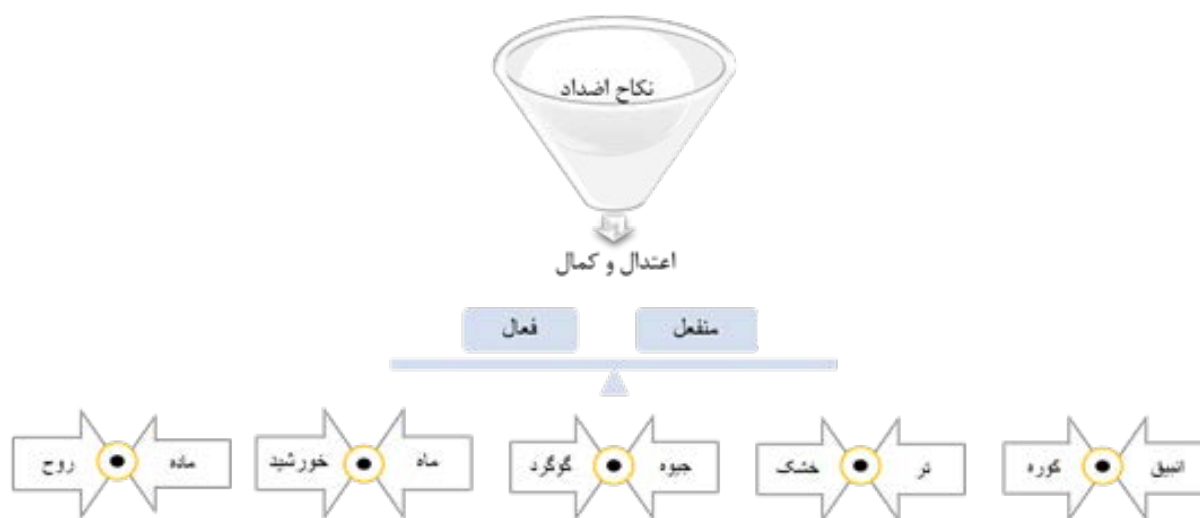 نکاح اضداد
اعتدال و کمال
منفعل
فعال
انبیق
کوره
تر
خشک
جیوه
گوگرد
ماه
خورشید
ماده
روح